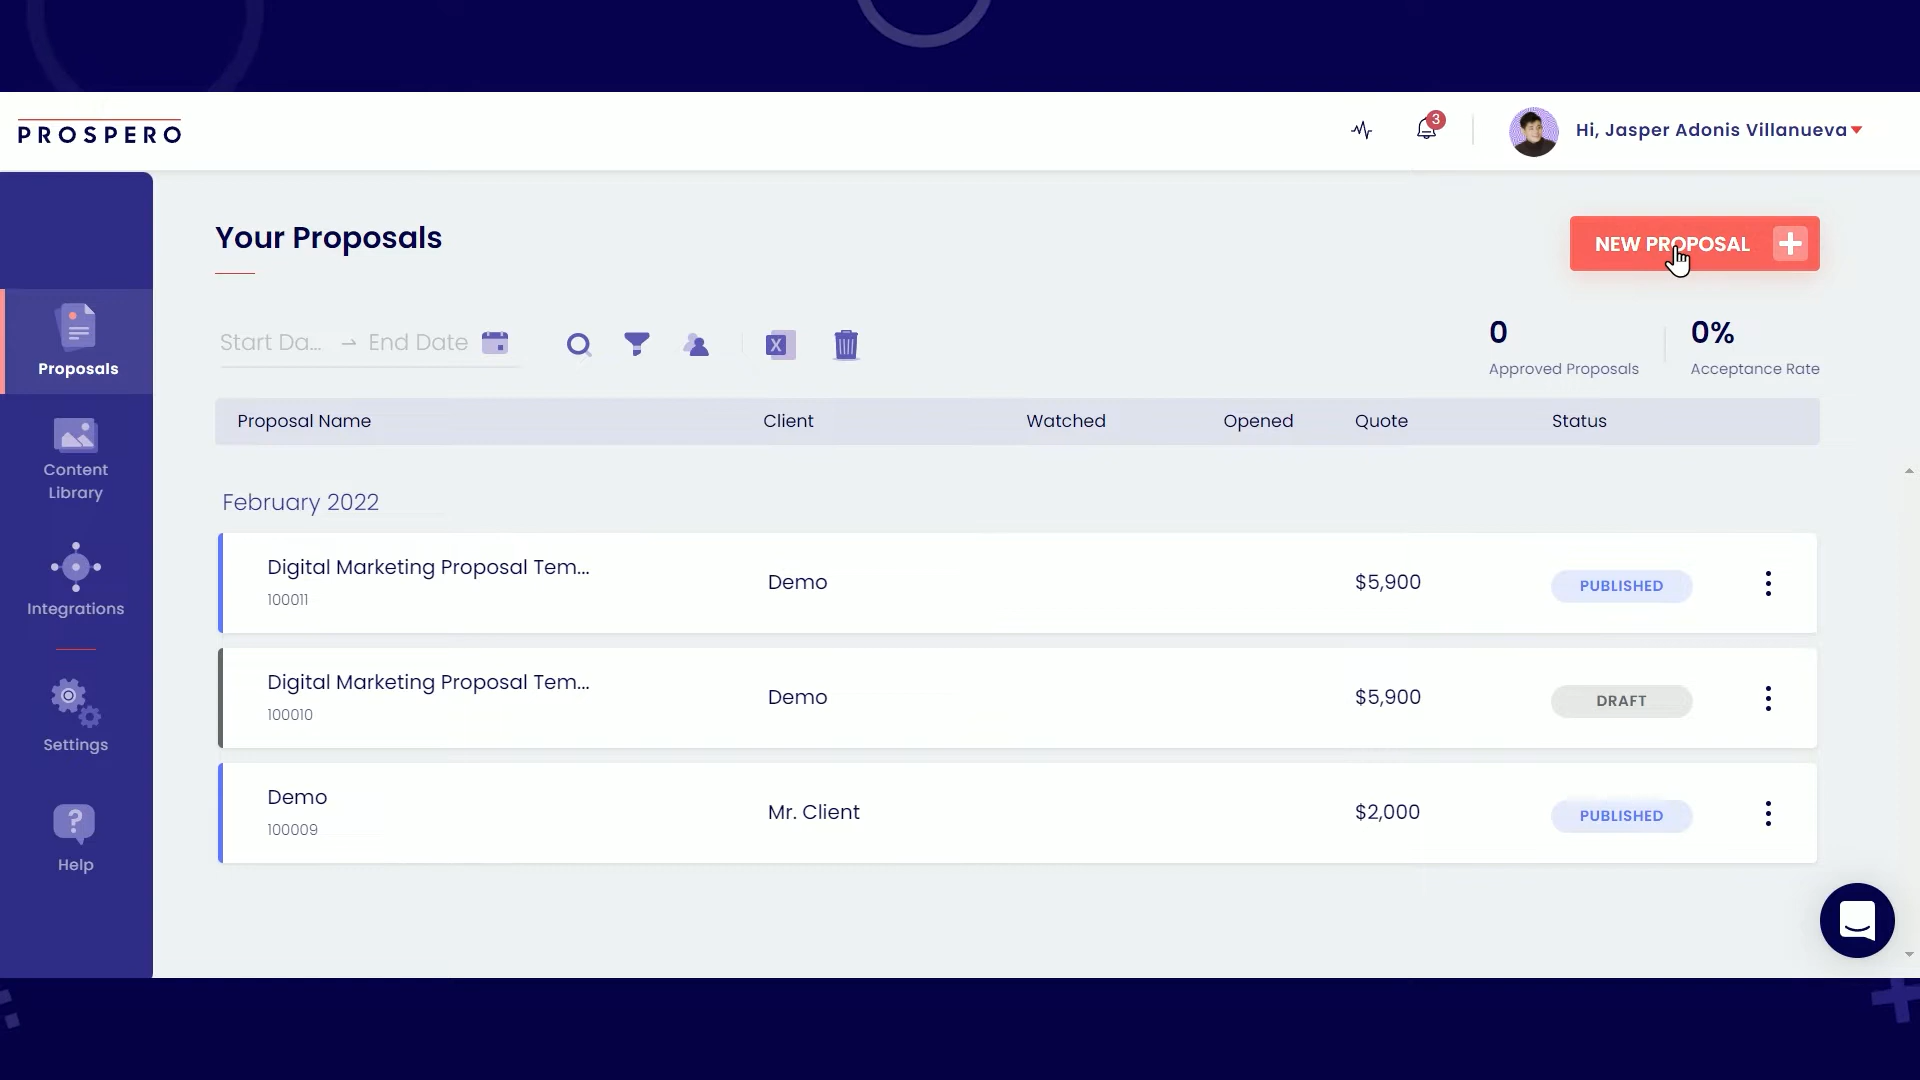 PROSPERO
3
Hi, Jasper Adonis Villanueva
Your Proposals
NEW PROPOSAL
Start Da... → End Date
X
0
Approved Proposals
0%
Acceptance Rate
Proposals
Content
Library
Integrations
Settings
?
Help
Proposal Name Client Watched Opened Quote Status
February 2022
Digital Marketing Proposal Tem...
100011
Demo
$5,900
PUBLISHED
Digital Marketing Proposal Tem...
100010
Demo
$5,900
DRAFT
Demo
100009
Mr. Client
$2,000
PUBLISHED